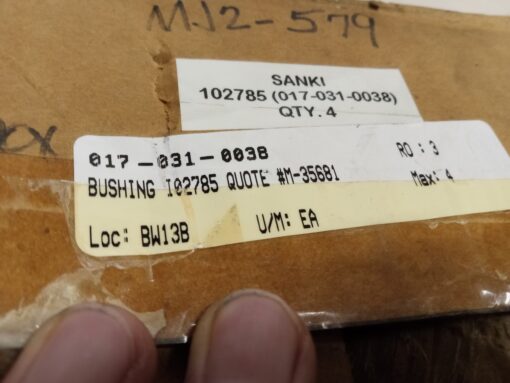 MJ2-579
SANKI
102785 (017-031-0038)
QTY. 4
017-031-0038
RO : 3
BUSHING 102785 QUOTE #M-35681
Max: 4
Loc: BW13B
U/M: EA